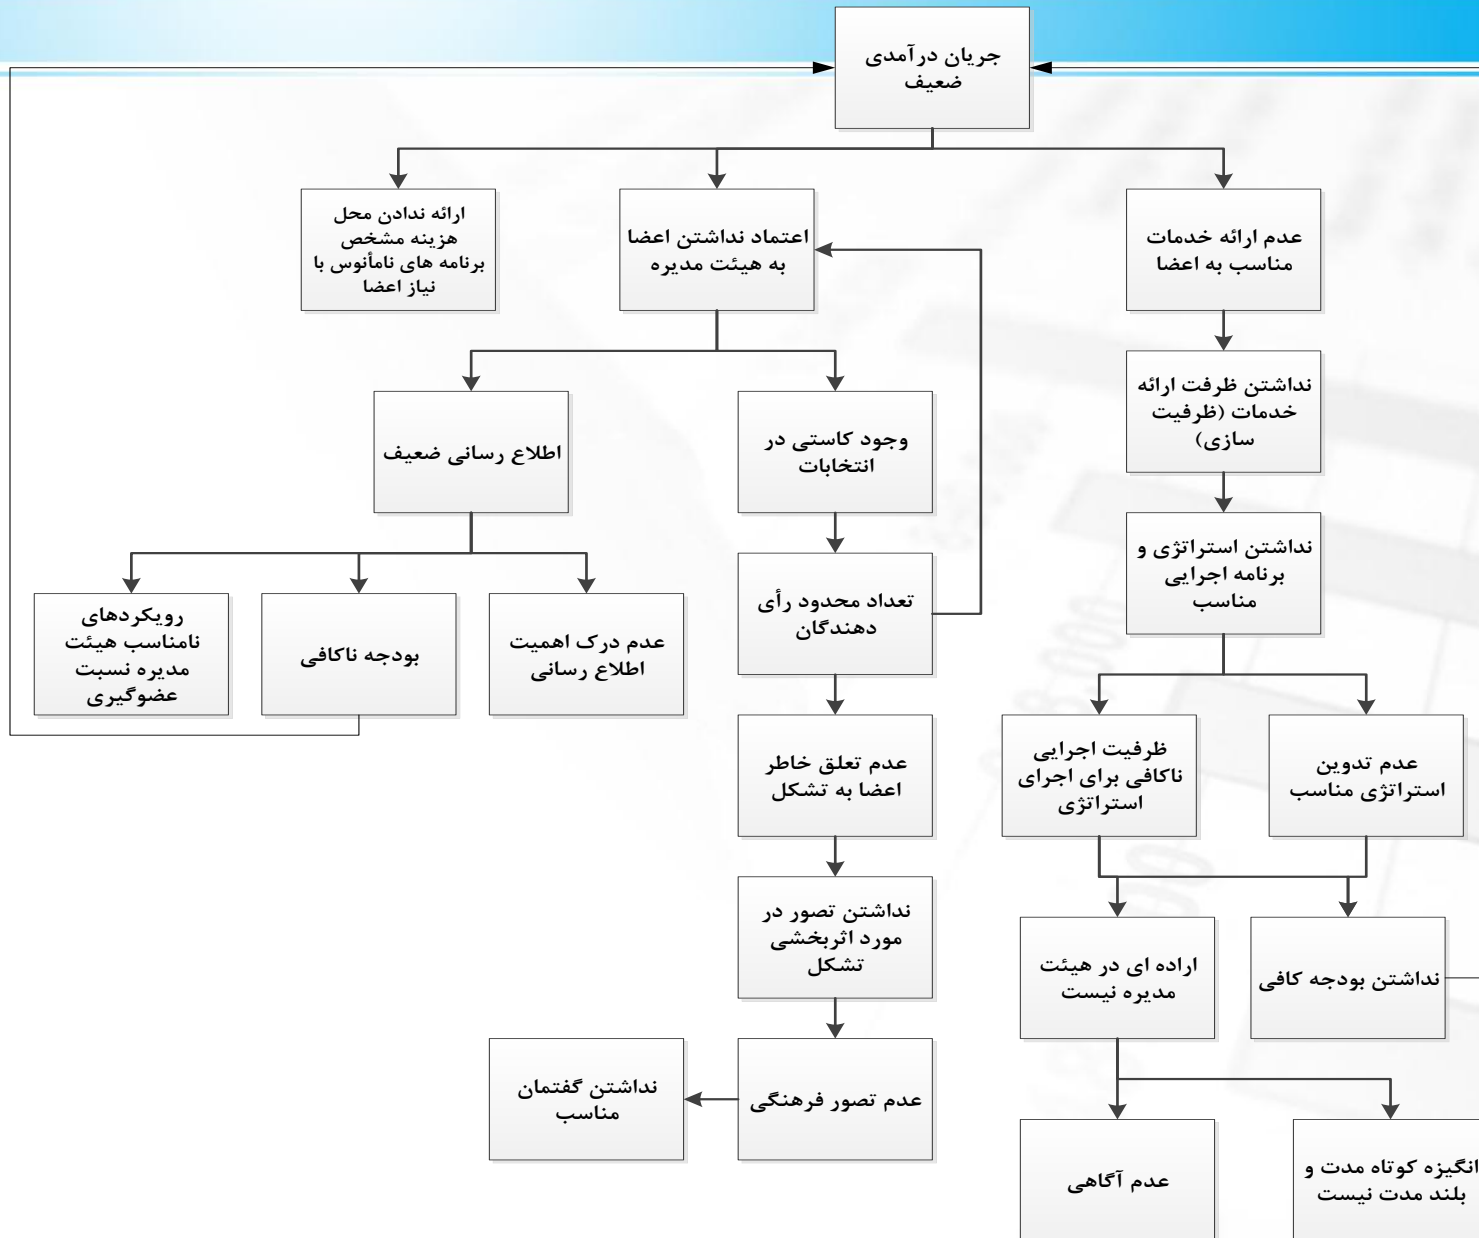 جریان درآمدی
ضعیف
عدم ارائه خدمات
مناسب به اعضا
اعتماد نداشتن اعضا
به هیئت مدیره
ارائه ندادن محل
هزینه مشخص
برنامه های نامأنوس با
نیاز اعضا
نداشتن ظرفت ارائه
خدمات (ظرفیت
سازی)
وجود کاستی در
انتخابات
اطلاع رسانی ضعیف
نداشتن استراتژی و
برنامه اجرایی
مناسب
تعداد محدود رأی
دهندگان
عدم درک اهمیت
اطلاع رسانی
بودجه ناکافی
رویکردهای
نامناسب هیئت
مدیره نسبت
عضوگیری
عدم تدوین
استراتژی مناسب
ظرفیت اجرایی
ناکافی برای اجرای
استراتژی
عدم تعلق خاطر
اعضا به تشکل
نداشتن بودجه کافی
اراده ای در هیئت
مدیره نیست
نداشتن تصور در
مورد اثربخشی
تشکل
عدم تصور فرهنگی
نداشتن گفتمان
مناسب
انگیزه کوتاه مدت و
بلند مدت نیست
عدم آگاهی